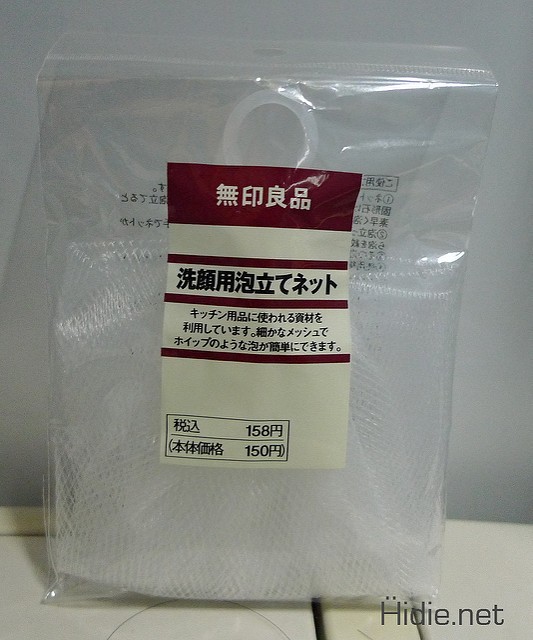 無印良品
洗顔用泡立てネット
キッチン用品に使われる資材を
利用しています。細かなメッシュで
ホイップのような泡が簡単にできます。
税込 158円
(本体価格 150円)
Hidie.net